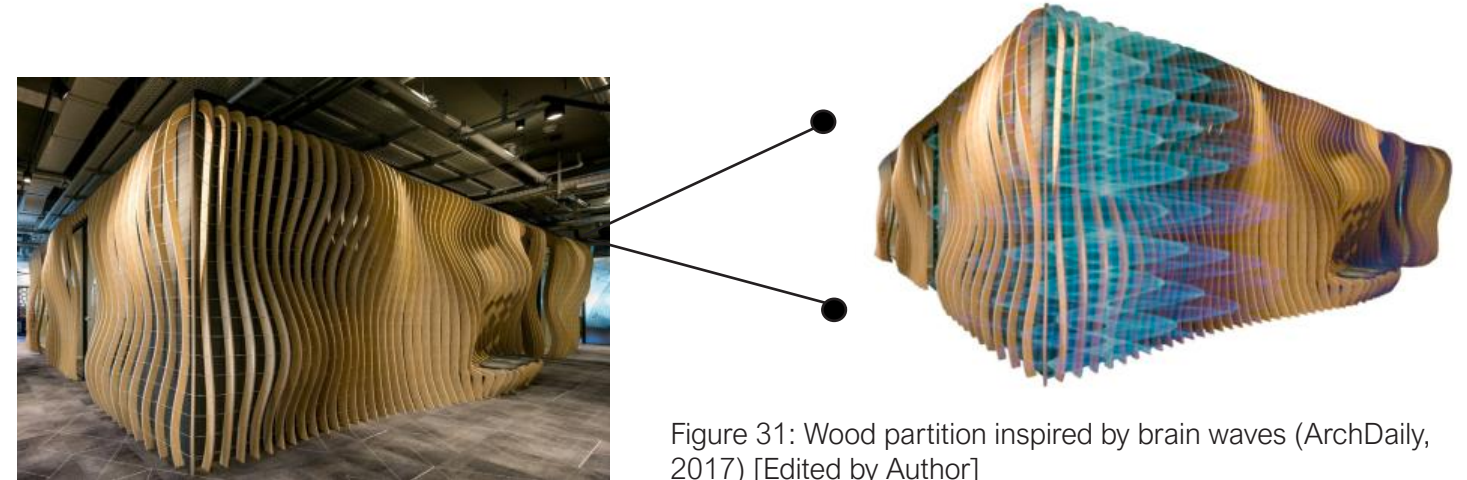 Figure 31: Wood partition inspired by brain waves (ArchDaily,
2017) [Edited by Author]